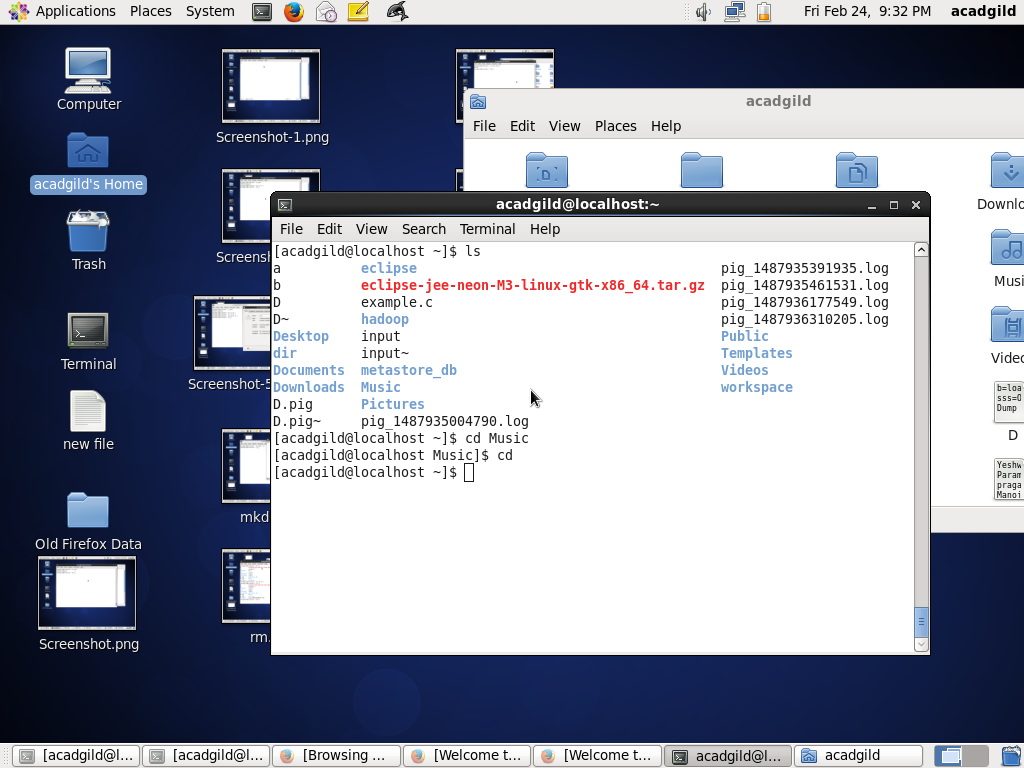 Applications Places System Fri Feb 24, 9:32 PM acadgild
Computer
Screenshot-1.png
acadgild's Home
Trash
Terminal
new file
Old Firefox Data
Screenshot.png
mkd
rm.
acadgild
File Edit View Places Help
acadgild@localhost:~
File Edit View Search Terminal Help
[acadgild@localhost ~]$ ls
a eclipse pig_1487935391935.log
b eclipse-jee-neon-M3-linux-gtk-x86_64.tar.gz pig_1487935461531.log
D example.c pig_1487936177549.log
D~ hadoop pig_1487936310205.log
Desktop input Public
dir input~ Templates
Documents metastore_db Videos
Downloads Music workspace
D.pig Pictures
D.pig~ pig_1487935004790.log
[acadgild@localhost ~]$ cd Music
[acadgild@localhost Music]$ cd
[acadgild@localhost ~]$
Downlo
Musi
Video
b=loa
sss=O
Dump
D
Yeshw
Param
praga
Manoi
[acadgild@l... [acadgild@l... [Browsing ... [Welcome t... [Welcome t... acadgild@l... acadgild